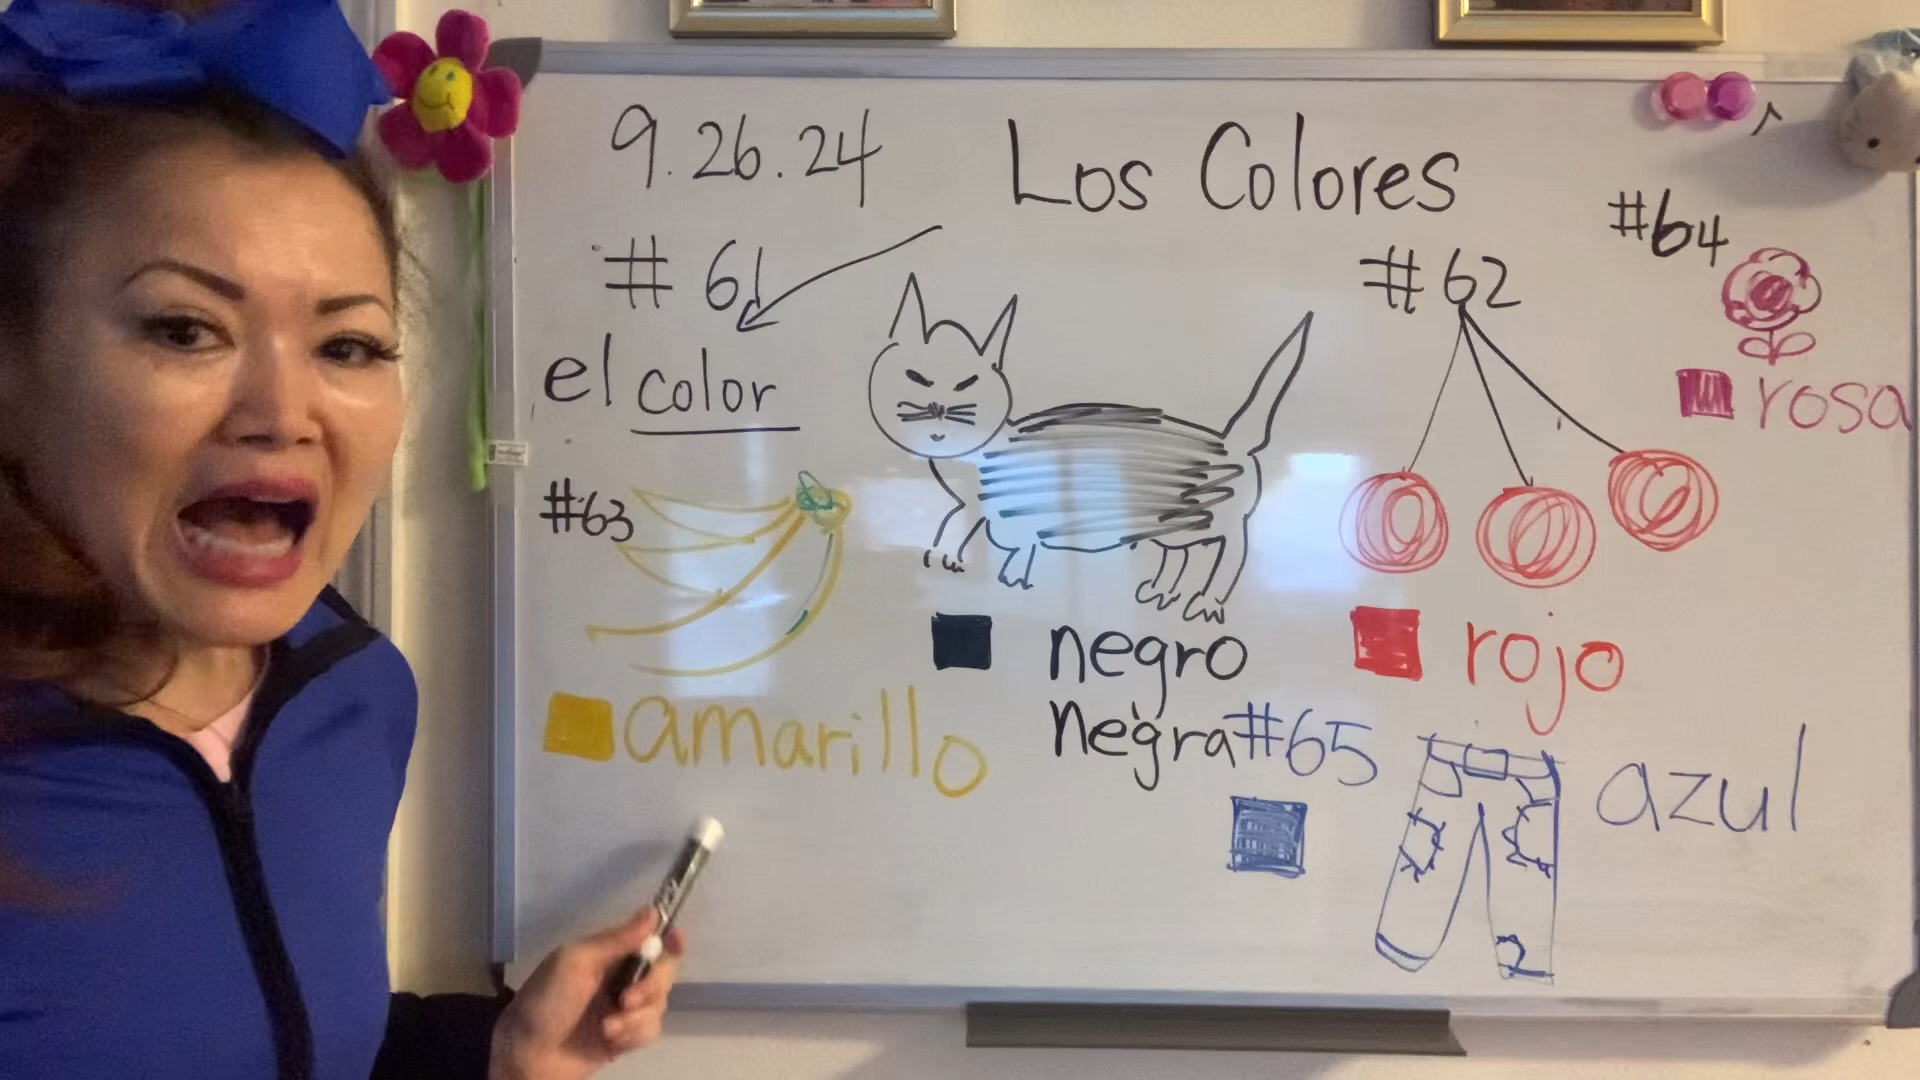 9.26.24
Los Colores
#61
el color
#62
#64
rosa
#63
amarillo
negro
negra
rojo
#65
azul